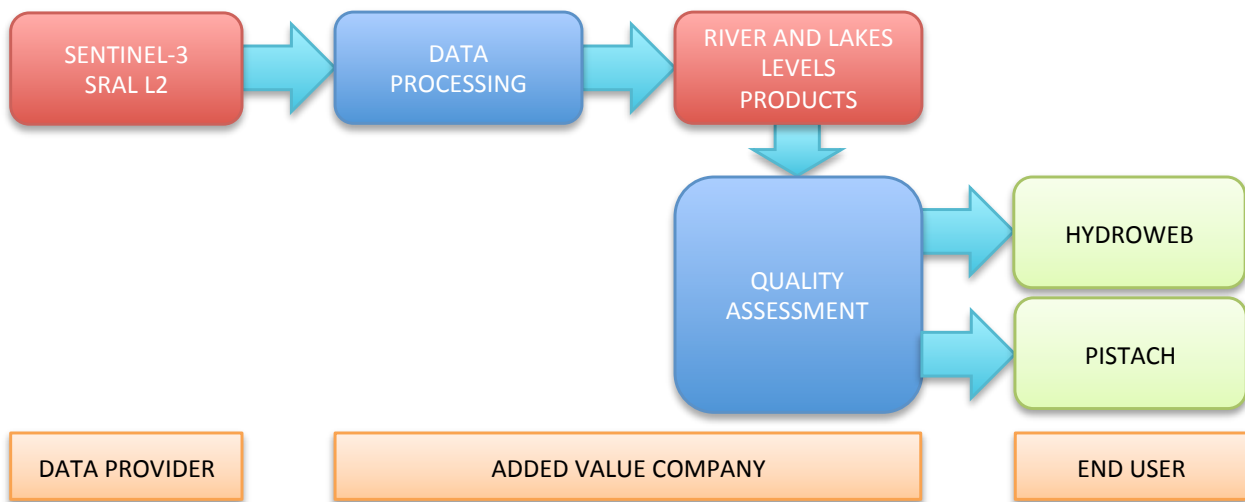 SENTINEL-3
SRAL L2
DATA
PROCESSING
RIVER AND LAKES
LEVELS
PRODUCTS
QUALITY
ASSESSMENT
HYDROWEB
PISTACH
DATA PROVIDER
ADDED VALUE COMPANY
END USER